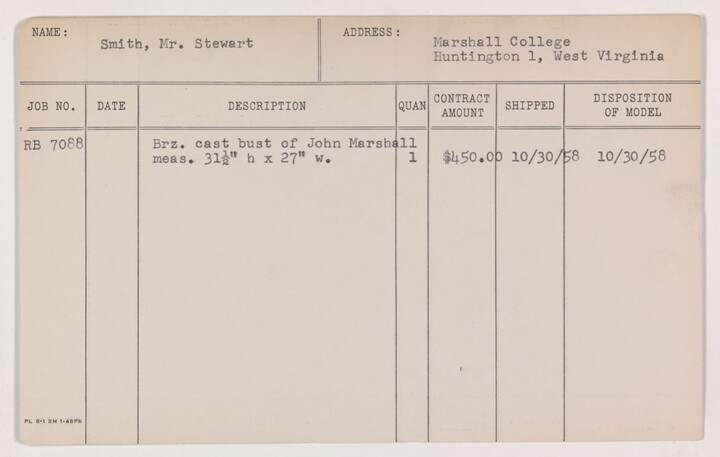 NAME: Smith, Mr. Stewart ADDRESS: Marshall College
Huntington 1, West Virginia
JOB NO. DATE DESCRIPTION QUAN CONTRACT AMOUNT SHIPPED DISPOSITION OF MODEL
RB 7088 Brz. cast bust of John Marshall
meas. 31½" h x 27" w. 1 $450.00 10/30/58 10/30/58